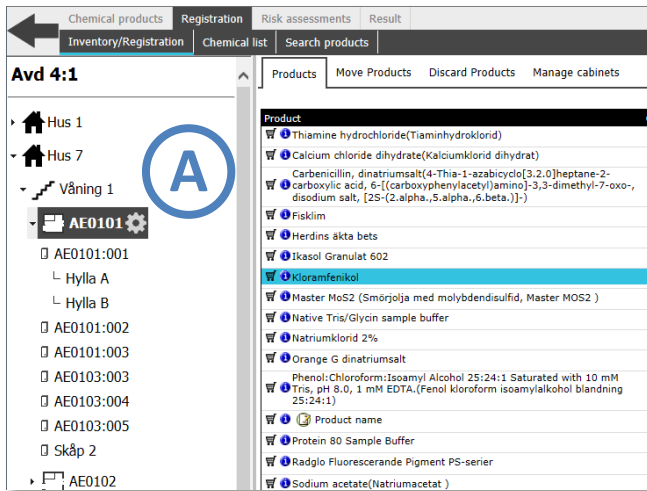 Chemical products Registration Risk assessments Result
Inventory/Registration Chemical list Search products
Avd 4:1
Products Move Products Discard Products Manage cabinets
Hus 1
Hus 7
Våning 1
AE0101
AE0101:001
Hylla A
Hylla B
AE0101:002
AE0101:003
AE0103:003
AE0103:004
AE0103:005
Skåp 2
AE0102
A
Product
Thiamine hydrochloride(Tiaminhydroklorid)
Calcium chloride dihydrate(Kalciumklorid dihydrat)
Carbenicillin, dinatriumsalt(4-Thia-1-azabicyclo[3.2.0]heptane-2-
carboxylic acid, 6-[(carboxyphenylacetyl)amino]-3,3-dimethyl-7-oxo-,
disodium salt, [2S-(2.alpha.,5.alpha.,6.beta.)]-)
Fisklim
Herdins äkta bets
Ikasol Granulat 602
Kloramfenikol
Master MoS2 (Smörjolja med molybdendisulfid, Master MOS2 )
Native Tris/Glycin sample buffer
Natriumklorid 2%
Orange G dinatriumsalt
Phenol:Chloroform:Isoamyl Alcohol 25:24:1 Saturated with 10 mM
Tris, pH 8.0, 1 mM EDTA.(Fenol kloroform isoamylalkohol blandning
25:24:1)
Product name
Protein 80 Sample Buffer
Radglo Fluorescerande Pigment PS-serier
Sodium acetate(Natriumacetat )